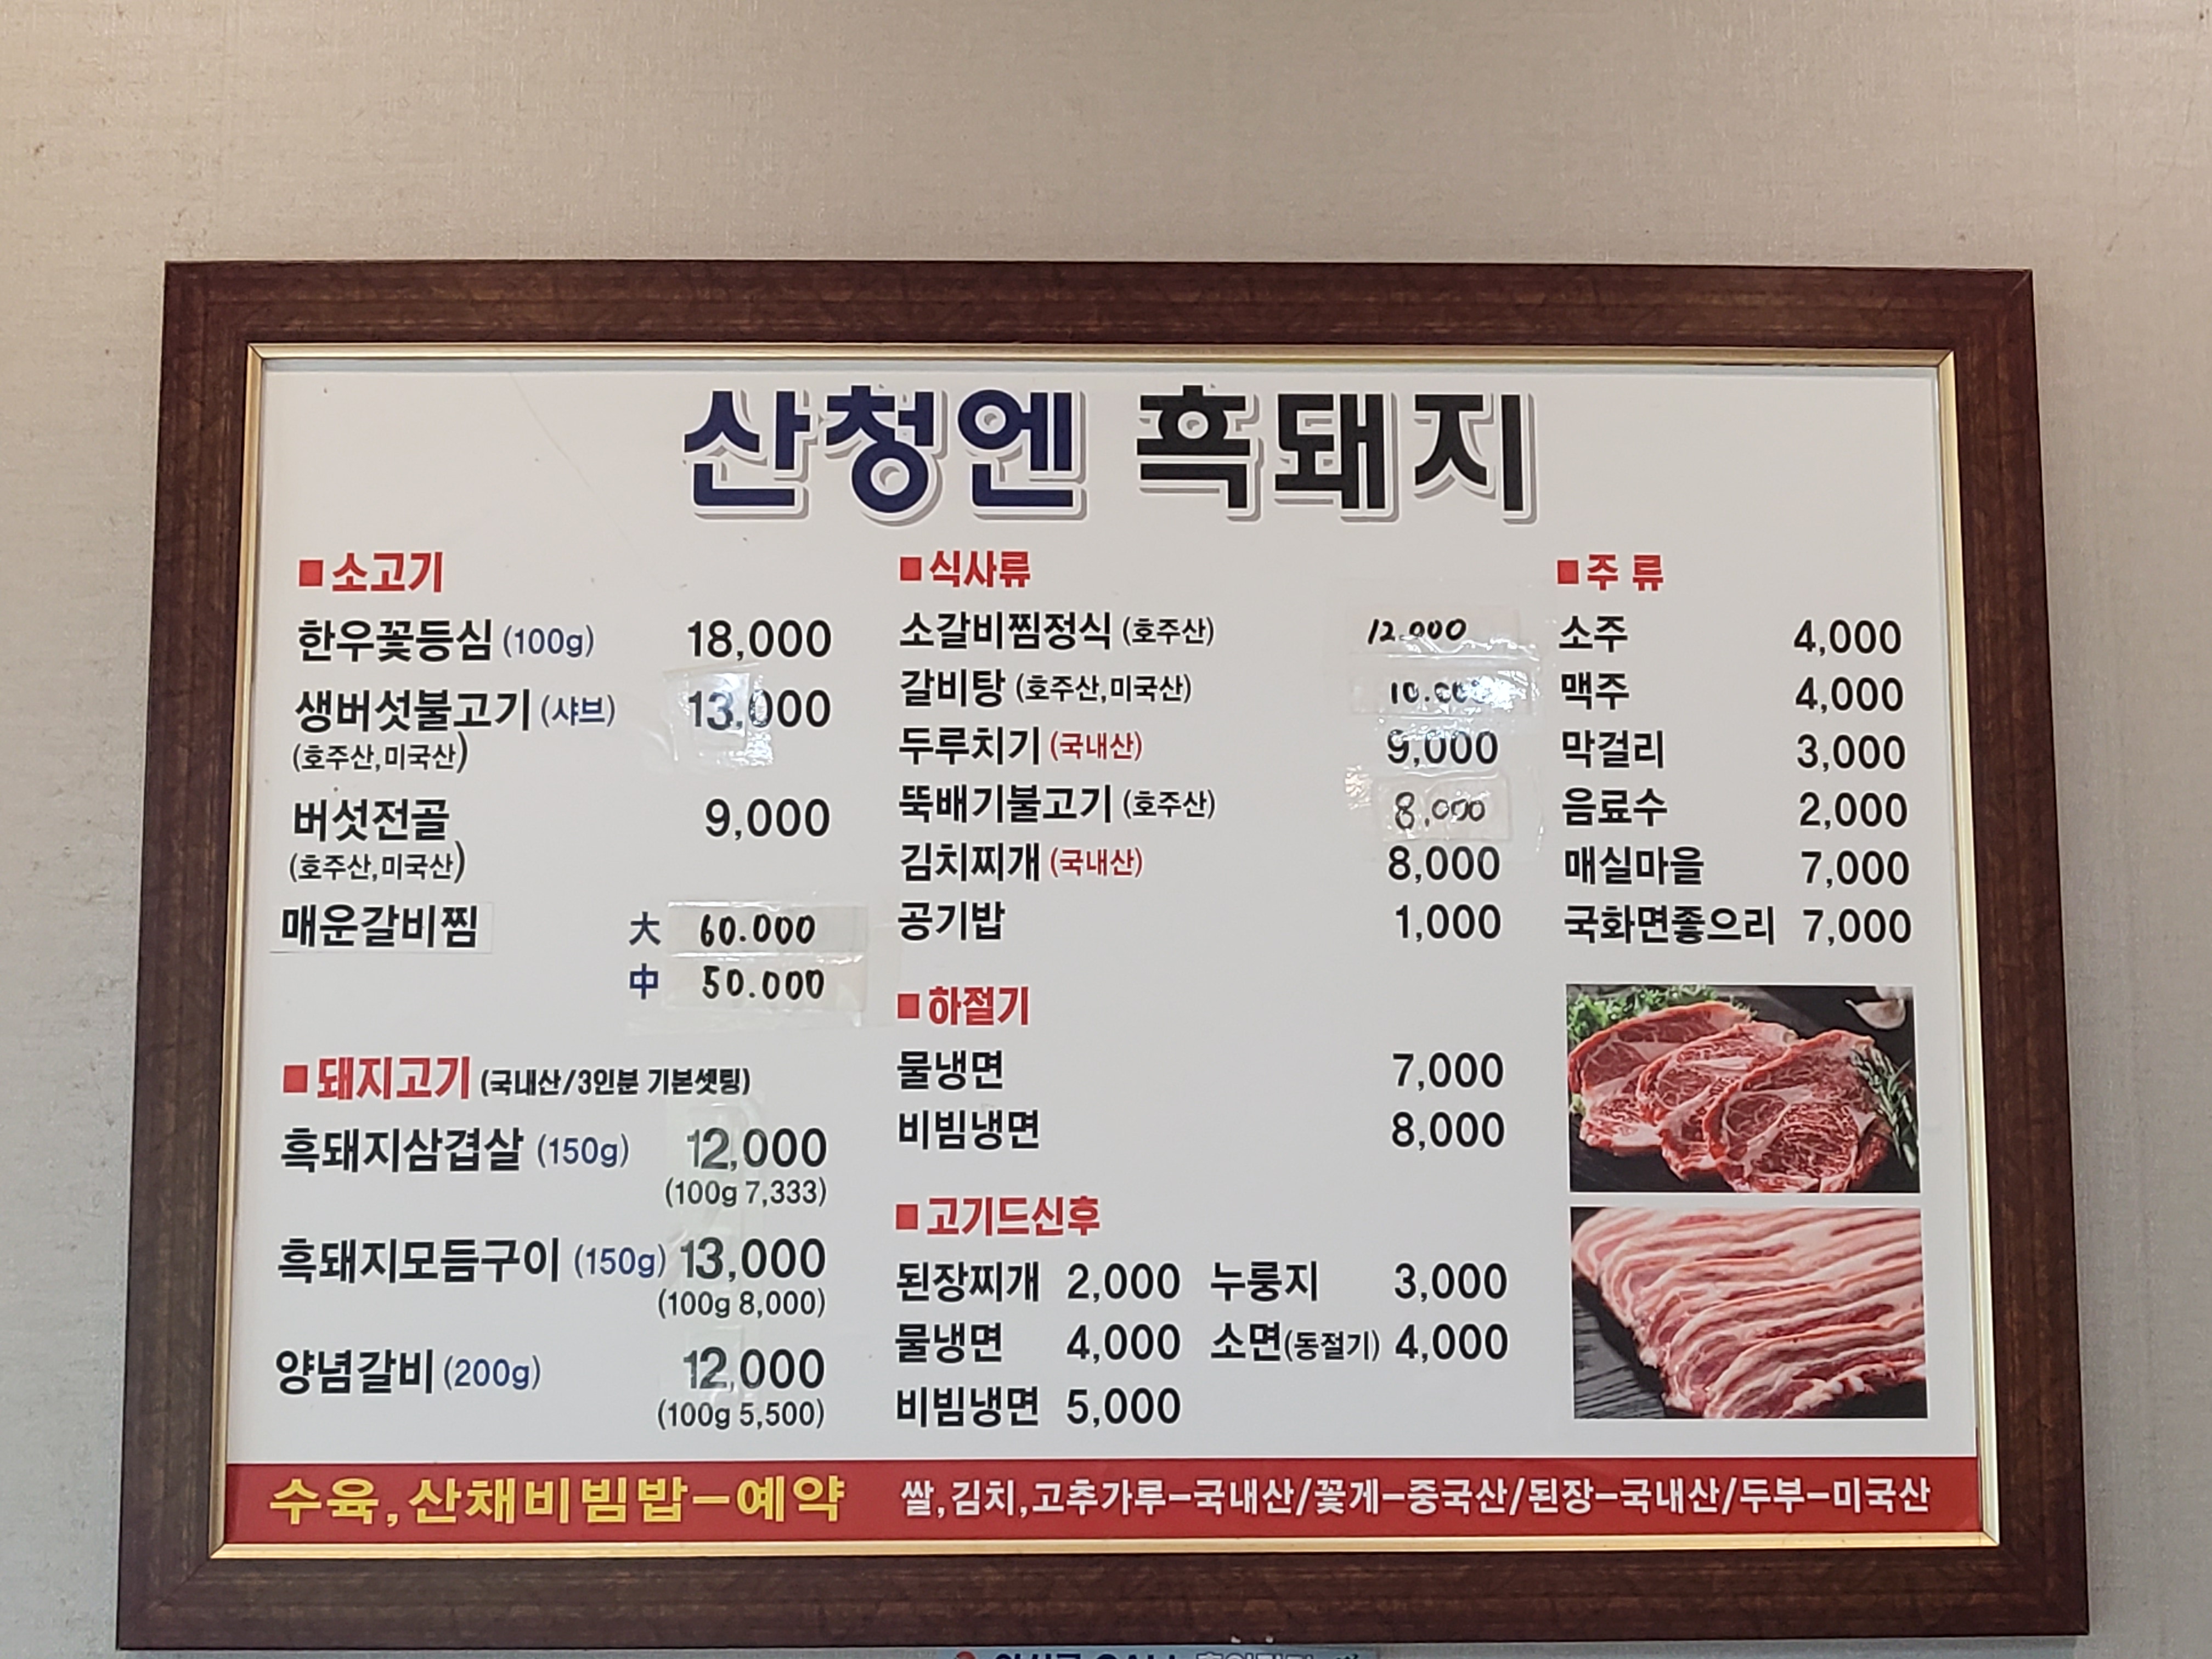 산청엔 흑돼지
■소고기
한우꽃등심 (100g) 18,000
생버섯불고기 (샤브) 13,000
(호주산,미국산)
버섯전골 9,000
(호주산,미국산)
매운갈비찜 大 60.000
中 50.000
■돼지고기 (국내산/3인분 기본셋팅)
흑돼지삼겹살 (150g) 12,000
(100g 7,333)
흑돼지모듬구이 (150g) 13,000
(100g 8,000)
양념갈비 (200g) 12,000
(100g 5,500)
■식사류
소갈비찜정식 (호주산) 12.000
갈비탕 (호주산,미국산) 10.000
두루치기 (국내산) 9,000
뚝배기불고기 (호주산) 8,000
김치찌개 (국내산) 8,000
공기밥 1,000
■하절기
물냉면 7,000
비빔냉면 8,000
■고기드신후
된장찌개 2,000 누룽지 3,000
물냉면 4,000 소면(동절기) 4,000
비빔냉면 5,000
■주 류
소주 4,000
맥주 4,000
막걸리 3,000
음료수 2,000
매실마을 7,000
국화면좋으리 7,000
수육,산채비빔밥-예약
쌀,김치,고추가루-국내산/꽃게-중국산/된장-국내산/두부-미국산